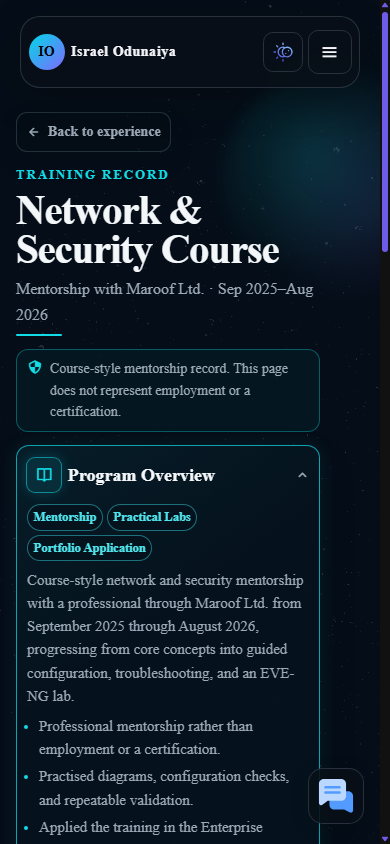 IO Israel Odunaiya
Back to experience
TRAINING RECORD
Network &
Security Course
Mentorship with Maroof Ltd. · Sep 2025–Aug
2026
Course-style mentorship record. This page
does not represent employment or a
certification.
Program Overview
Mentorship Practical Labs
Portfolio Application
Course-style network and security mentorship
with a professional through Maroof Ltd. from
September 2025 through August 2026,
progressing from core concepts into guided
configuration, troubleshooting, and an EVE-
NG lab.
Professional mentorship rather than
employment or a certification.
Practised diagrams, configuration checks,
and repeatable validation.
Applied the training in the Enterprise